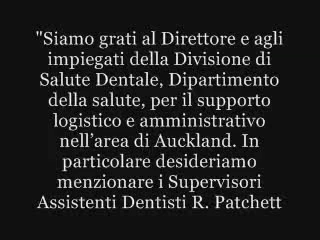 "Siamo grati al Direttore e agli
impiegati della Divisione di
Salute Dentale, Dipartimento
della salute, per il supporto
logistico e amministrativo
nell’area di Auckland. In
particolare desideriamo
menzionare i Supervisori
Assistenti Dentisti R. Patchett